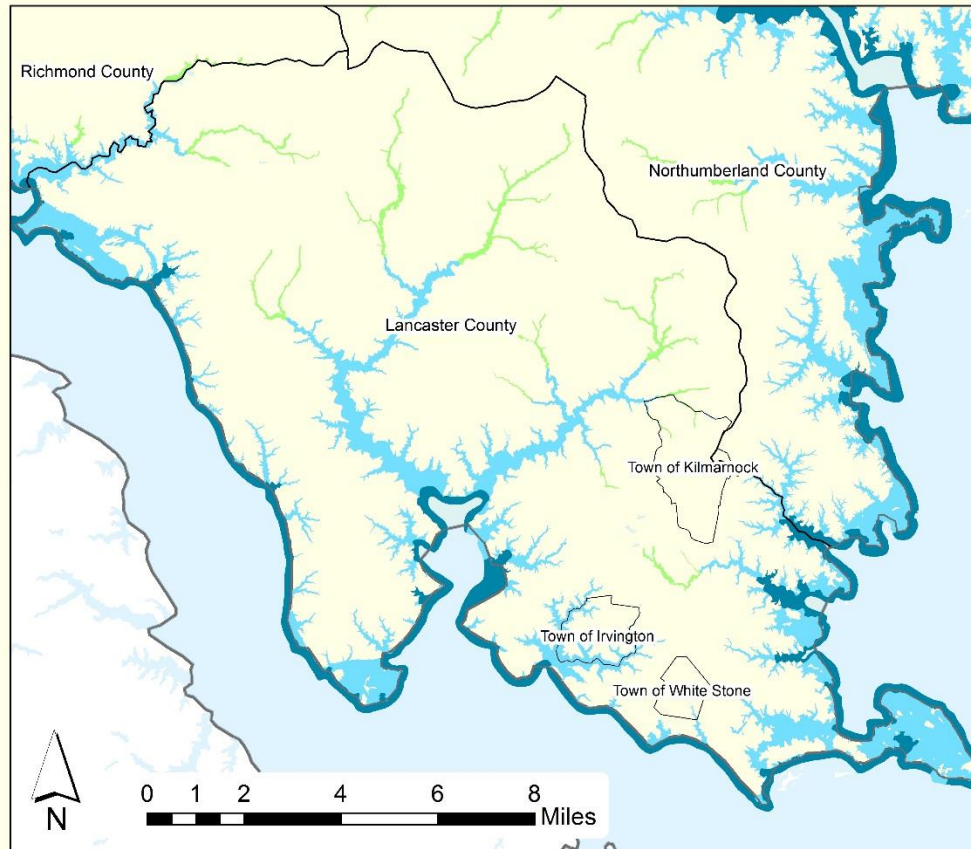 Richmond County
Northumberland County
Lancaster County
Town of Kilmarnock
Town of Irvington
Town of White Stone
N
0 1 2 4 6 8
Miles